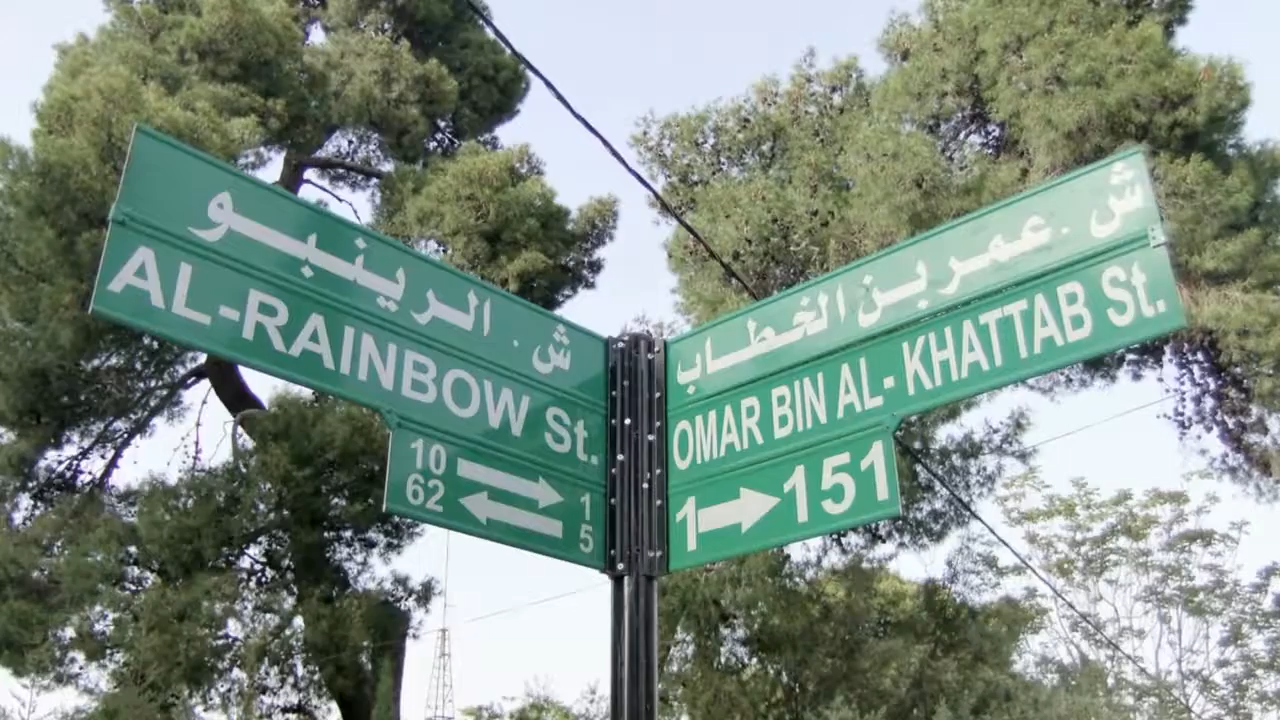 ش. الرينبو
AL-RAINBOW St.
10 → 1
62 ← 5
ش. عمر بن الخطاب
OMAR BIN AL-KHATTAB St.
1 → 151